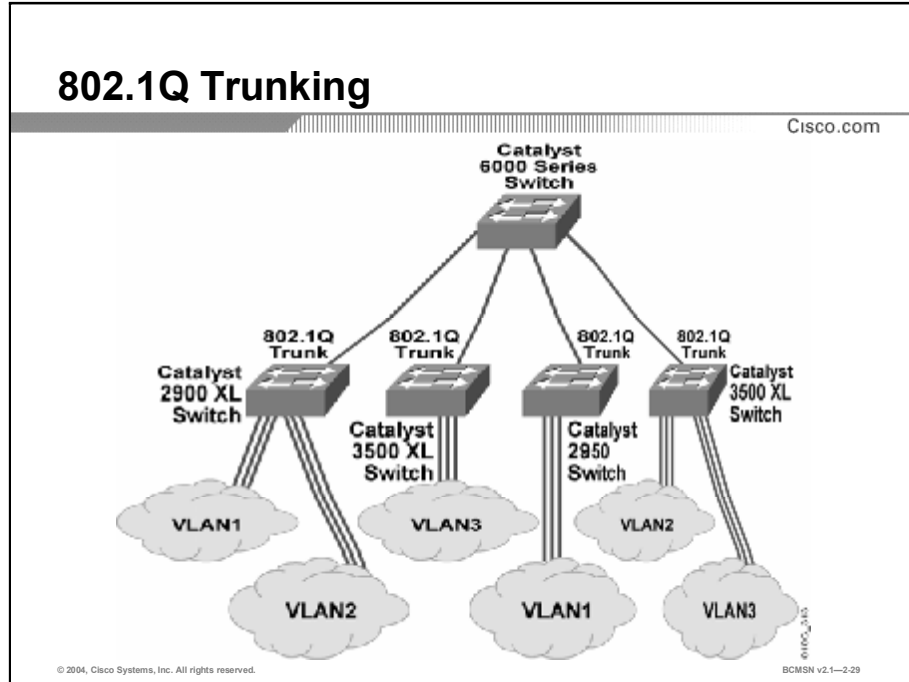 802.1Q Trunking
Cisco.com
Catalyst
6000 Series
Switch
802.1Q
Trunk
802.1Q
Trunk
802.1Q
Trunk
802.1Q
Trunk
Catalyst
2900 XL
Switch
Catalyst
3500 XL
Switch
Catalyst
2950
Switch
Catalyst
3500 XL
Switch
VLAN1
VLAN3
VLAN2
VLAN2
VLAN1
VLAN3
© 2004, Cisco Systems, Inc. All rights reserved.
BCMSN v2.1—2-29